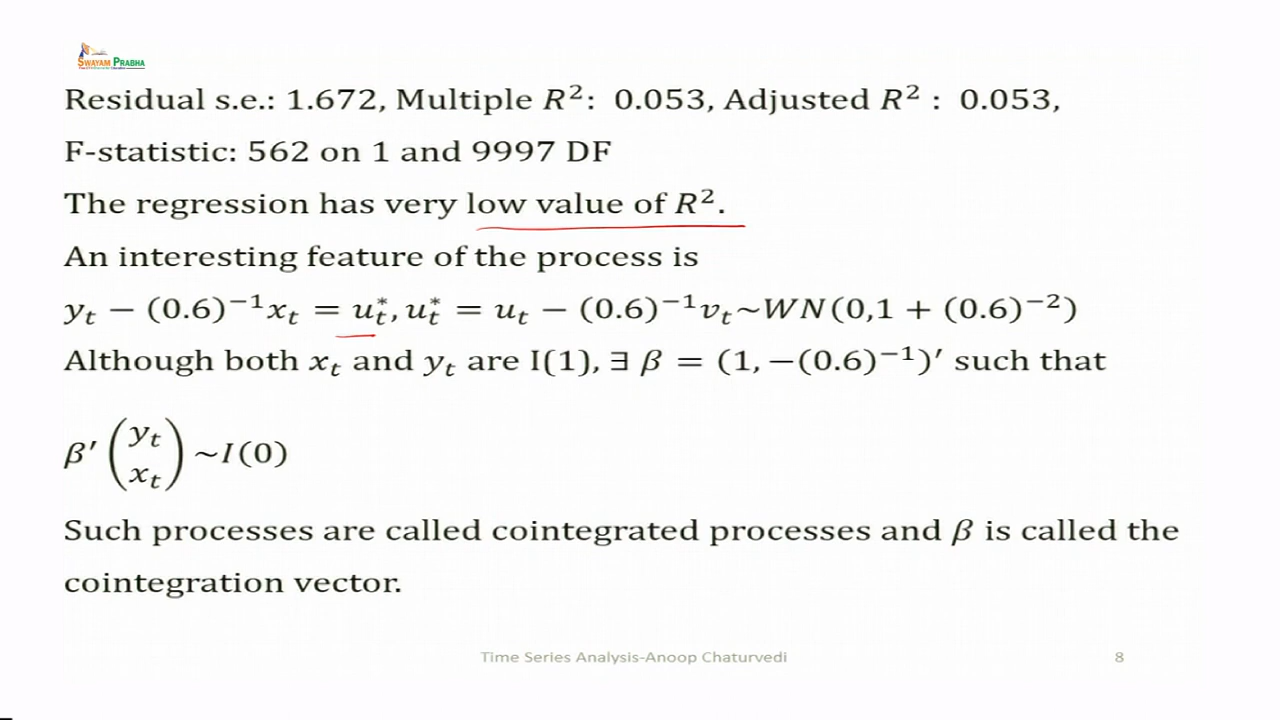 SWAYAM PRABHA
Residual s.e.: 1.672, Multiple R²: 0.053, Adjusted R² : 0.053,
F-statistic: 562 on 1 and 9997 DF
The regression has very low value of R².
An interesting feature of the process is
yₜ − (0.6)⁻¹xₜ = uₜ*, uₜ* = uₜ − (0.6)⁻¹vₜ~WN(0,1 + (0.6)⁻²)
Although both xₜ and yₜ are I(1), ∃ β = (1, −(0.6)⁻¹)′ such that
β′ (yₜ
xₜ) ~I(0)
Such processes are called cointegrated processes and β is called the
cointegration vector.
Time Series Analysis-Anoop Chaturvedi 8